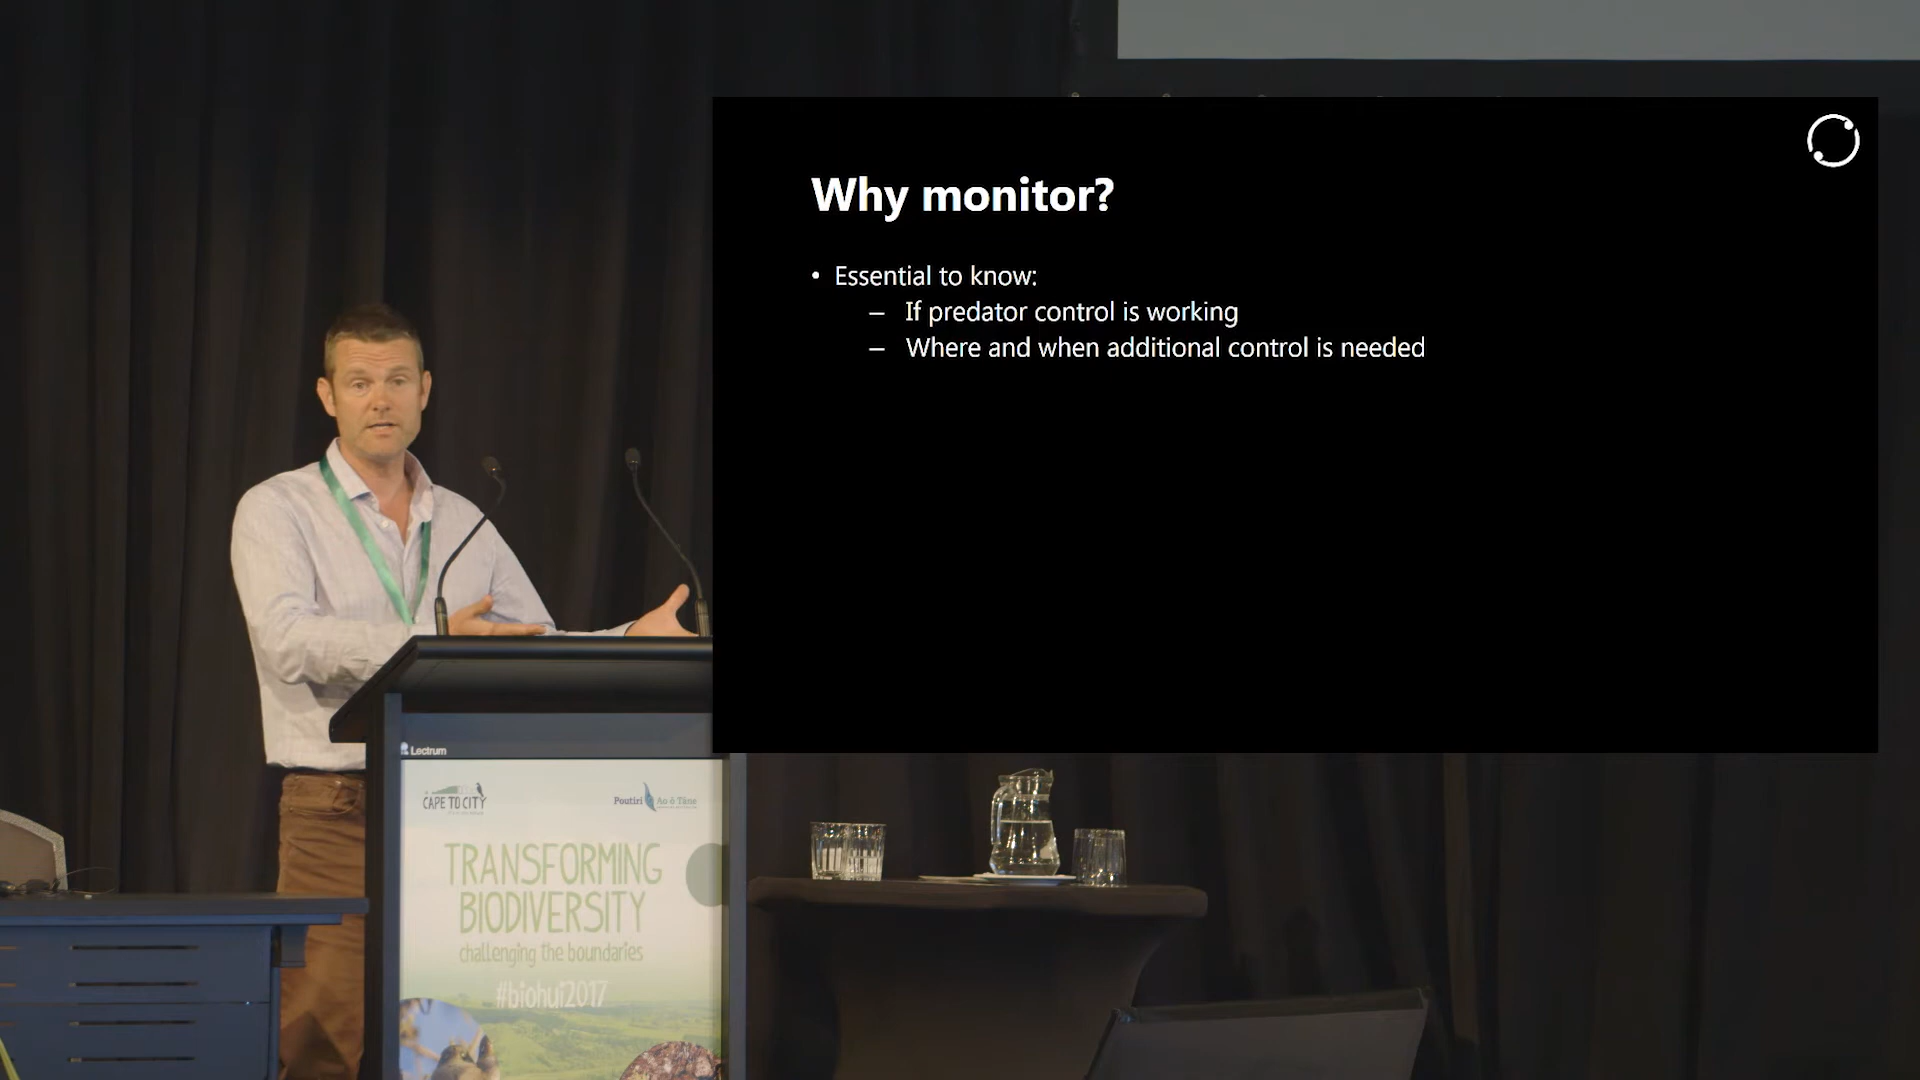 Why monitor?
• Essential to know:
– If predator control is working
– Where and when additional control is needed
Lectrum
CAPE TO CITY
Poutiri Ao ō Tāne
TRANSFORMING
BIODIVERSITY
challenging the boundaries
#biohui2017